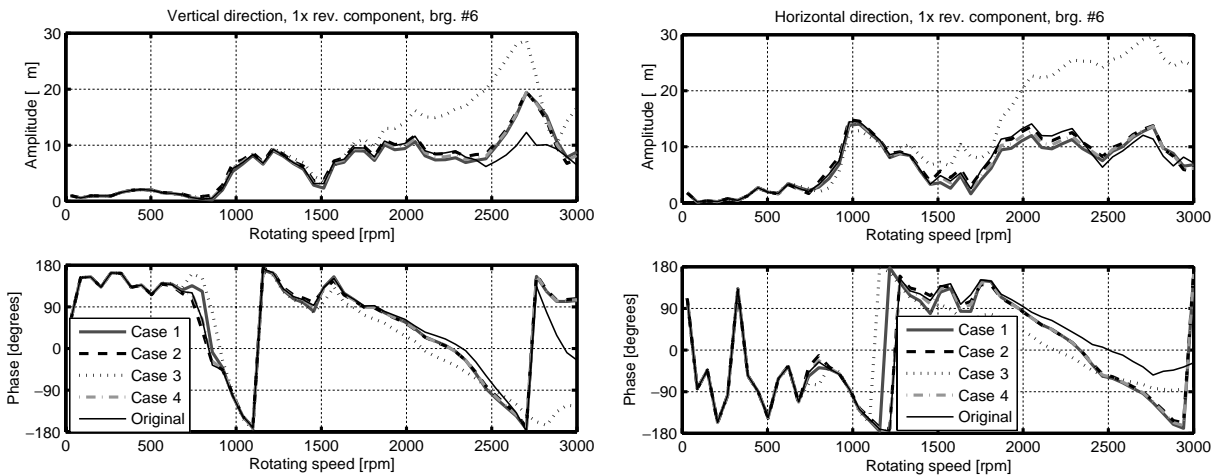 Vertical direction, 1x rev. component, brg. #6
30
20
10
0
Amplitude [ m]
0 500 1000 1500 2000 2500 3000
Rotating speed [rpm]
180
90
0
−90
−180
Phase [degrees]
Case 1
Case 2
Case 3
Case 4
Original
0 500 1000 1500 2000 2500 3000
Rotating speed [rpm]
Horizontal direction, 1x rev. component, brg. #6
30
20
10
0
Amplitude [ m]
0 500 1000 1500 2000 2500 3000
Rotating speed [rpm]
180
90
0
−90
−180
Phase [degrees]
Case 1
Case 2
Case 3
Case 4
Original
0 500 1000 1500 2000 2500 3000
Rotating speed [rpm]